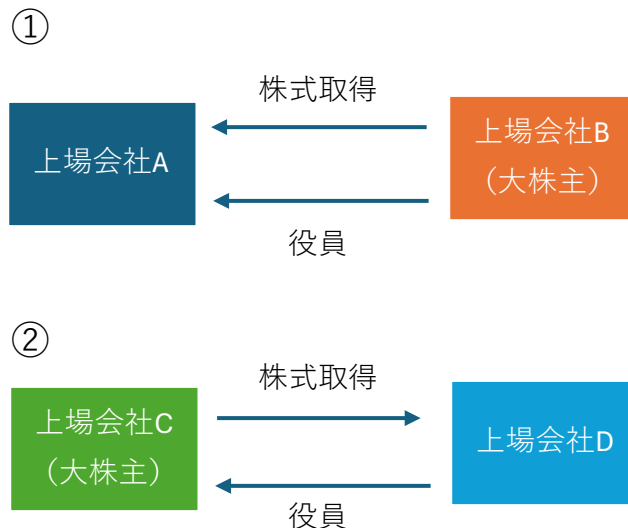 ①
株式取得
上場会社A
上場会社B
（大株主）
役員
②
株式取得
上場会社C
（大株主）
上場会社D
役員